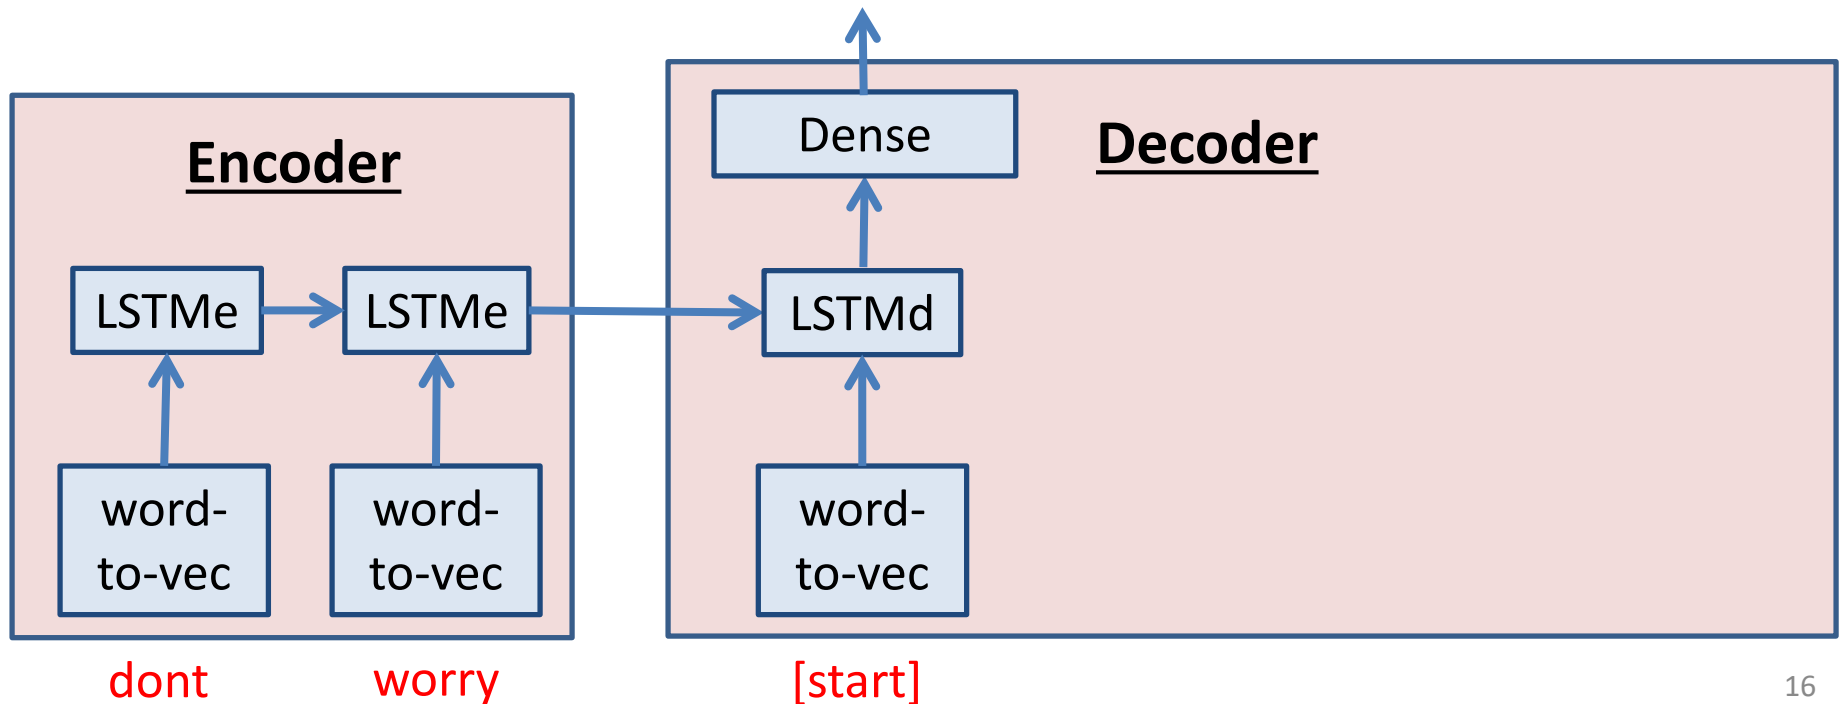 Encoder
LSTMe
LSTMe
word-
to-vec
word-
to-vec
dont
worry
Decoder
Dense
LSTMd
word-
to-vec
[start]
16